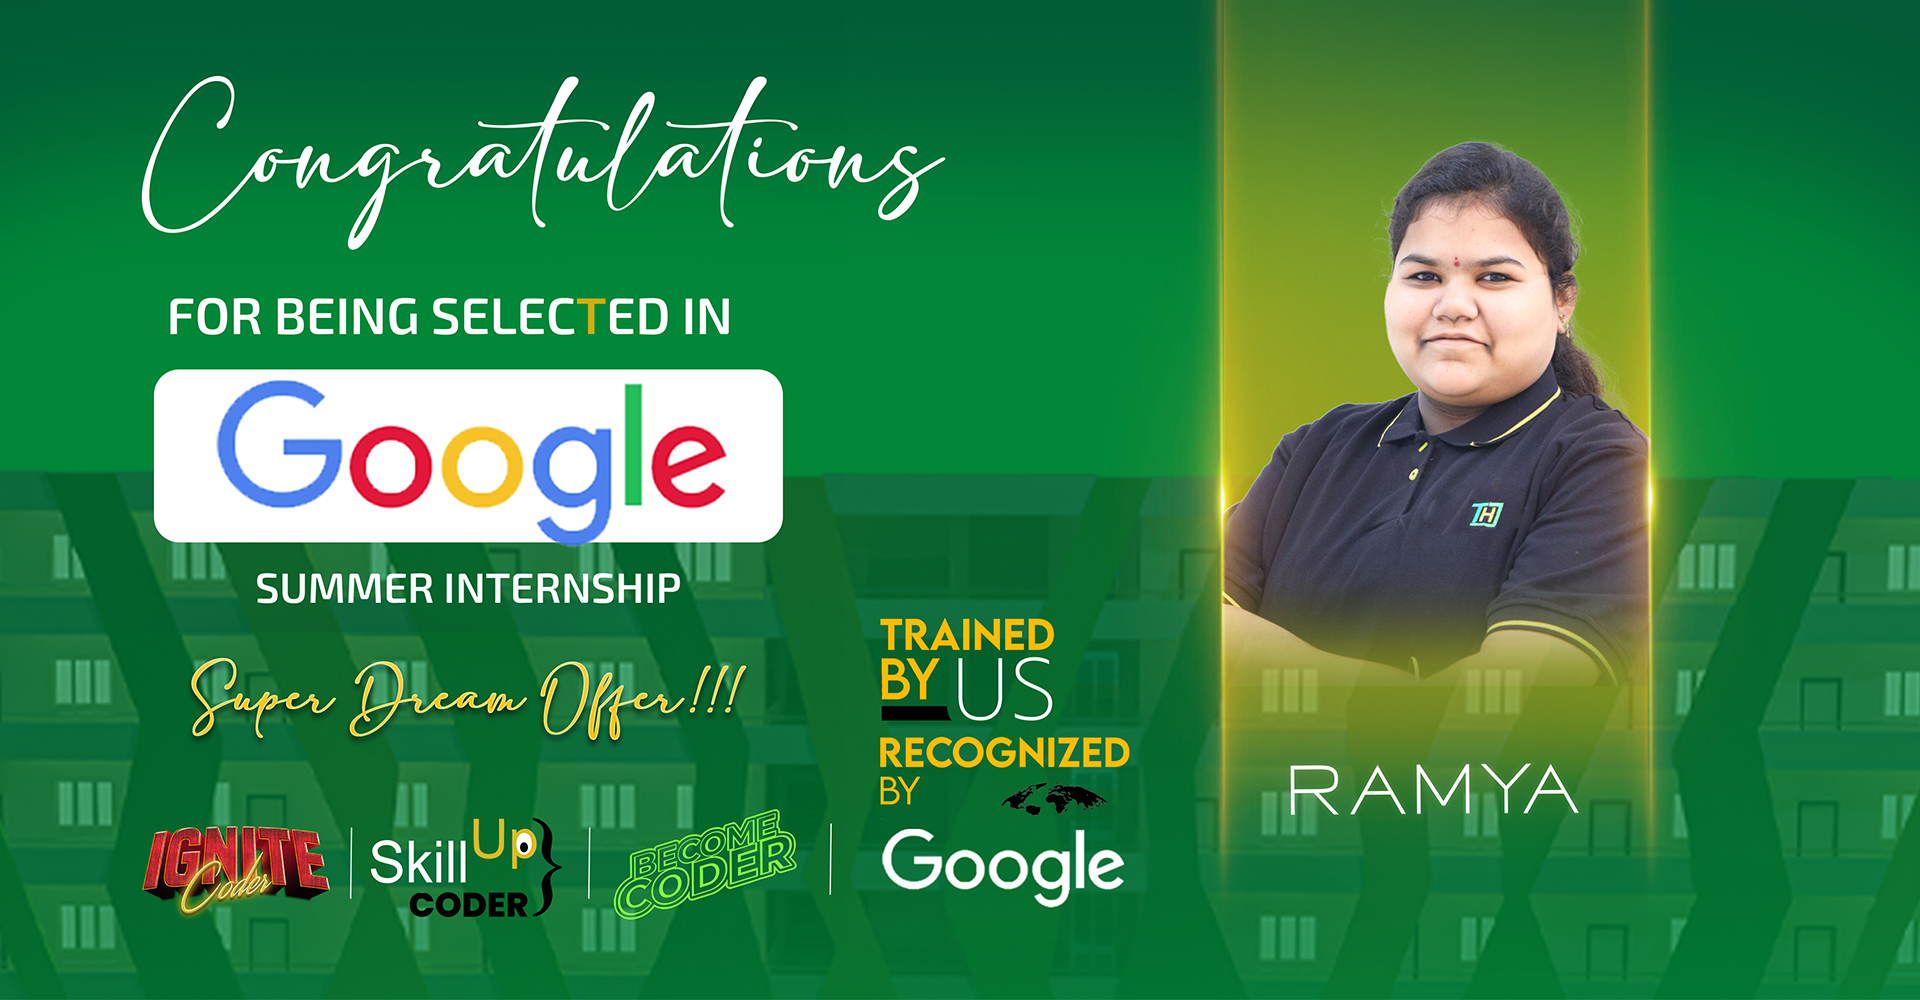 Congratulations
FOR BEING SELECTED IN
Google
SUMMER INTERNSHIP
Super Dream Offer!!!
TRAINED
BY US
RECOGNIZED
BY
Google
IGNITE
Coder
Skill Up
CODER
BECOME
CODER
TH
RAMYA